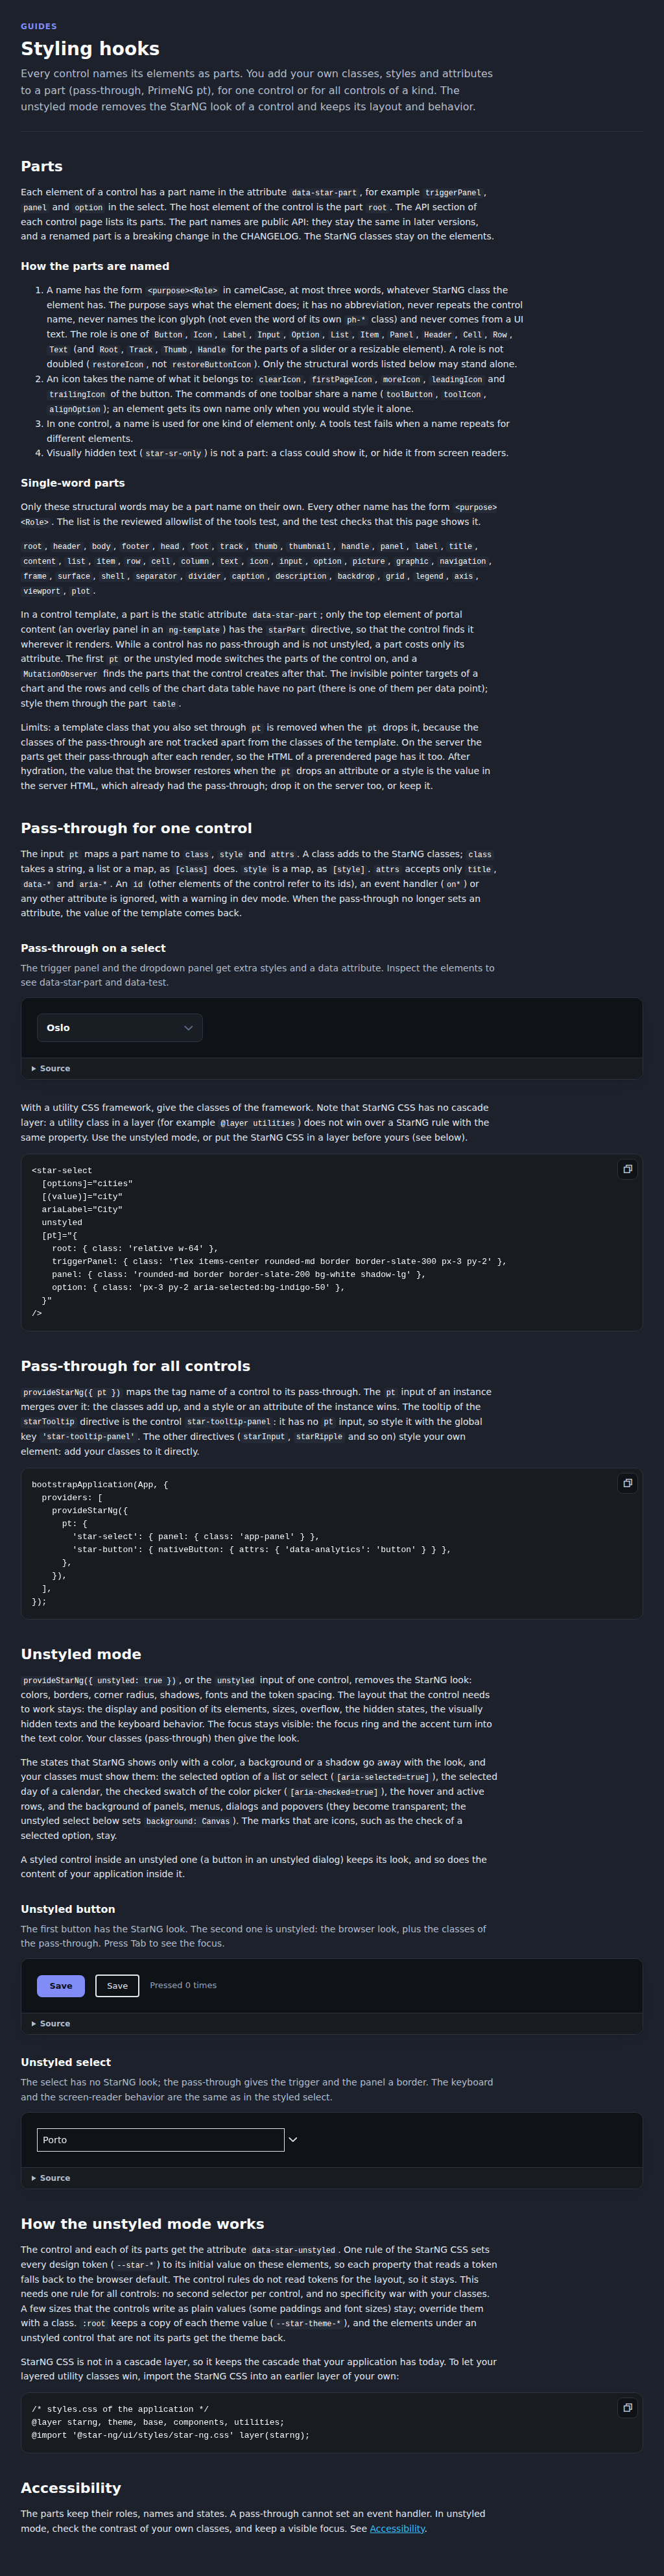 GUIDES
Styling hooks
Every control names its elements as parts. You add your own classes, styles and attributes
to a part (pass-through, PrimeNG pt), for one control or for all controls of a kind. The
unstyled mode removes the StarNG look of a control and keeps its layout and behavior.
Parts
Each element of a control has a part name in the attribute data-star-part, for example triggerPanel,
panel and option in the select. The host element of the control is the part root. The API section of
each control page lists its parts. The part names are public API: they stay the same in later versions,
and a renamed part is a breaking change in the CHANGELOG. The StarNG classes stay on the elements.
How the parts are named
1. A name has the form <purpose><Role> in camelCase, at most three words, whatever StarNG class the
element has. The purpose says what the element does; it has no abbreviation, never repeats the control
name, never names the icon glyph (not even the word of its own ph-* class) and never comes from a UI
text. The role is one of Button, Icon, Label, Input, Option, List, Item, Panel, Header, Cell, Row,
Text (and Root, Track, Thumb, Handle for the parts of a slider or a resizable element). A role is not
doubled (restoreIcon, not restoreButtonIcon). Only the structural words listed below may stand alone.
2. An icon takes the name of what it belongs to: clearIcon, firstPageIcon, moreIcon, leadingIcon and
trailingIcon of the button. The commands of one toolbar share a name (toolButton, toolIcon,
alignOption); an element gets its own name only when you would style it alone.
3. In one control, a name is used for one kind of element only. A tools test fails when a name repeats for
different elements.
4. Visually hidden text (star-sr-only) is not a part: a class could show it, or hide it from screen readers.
Single-word parts
Only these structural words may be a part name on their own. Every other name has the form <purpose>
<Role>. The list is the reviewed allowlist of the tools test, and the test checks that this page shows it.
root, header, body, footer, head, foot, track, thumb, thumbnail, handle, panel, label, title,
content, list, item, row, cell, column, text, icon, input, option, picture, graphic, navigation,
frame, surface, shell, separator, divider, caption, description, backdrop, grid, legend, axis,
viewport, plot.
In a control template, a part is the static attribute data-star-part; only the top element of portal
content (an overlay panel in an ng-template) has the starPart directive, so that the control finds it
wherever it renders. While a control has no pass-through and is not unstyled, a part costs only its
attribute. The first pt or the unstyled mode switches the parts of the control on, and a
MutationObserver finds the parts that the control creates after that. The invisible pointer targets of a
chart and the rows and cells of the chart data table have no part (there is one of them per data point);
style them through the part table.
Limits: a template class that you also set through pt is removed when the pt drops it, because the
classes of the pass-through are not tracked apart from the classes of the template. On the server the
parts get their pass-through after each render, so the HTML of a prerendered page has it too. After
hydration, the value that the browser restores when the pt drops an attribute or a style is the value in
the server HTML, which already had the pass-through; drop it on the server too, or keep it.
Pass-through for one control
The input pt maps a part name to class, style and attrs. A class adds to the StarNG classes; class
takes a string, a list or a map, as [class] does. style is a map, as [style]. attrs accepts only title,
data-* and aria-*. An id (other elements of the control refer to its ids), an event handler (on*) or
any other attribute is ignored, with a warning in dev mode. When the pass-through no longer sets an
attribute, the value of the template comes back.
Pass-through on a select
The trigger panel and the dropdown panel get extra styles and a data attribute. Inspect the elements to
see data-star-part and data-test.
Oslo
▶ Source
With a utility CSS framework, give the classes of the framework. Note that StarNG CSS has no cascade
layer: a utility class in a layer (for example @layer utilities) does not win over a StarNG rule with the
same property. Use the unstyled mode, or put the StarNG CSS in a layer before yours (see below).
<star-select
[options]="cities"
[(value)]="city"
ariaLabel="City"
unstyled
[pt]="{
root: { class: 'relative w-64' },
triggerPanel: { class: 'flex items-center rounded-md border border-slate-300 px-3 py-2' },
panel: { class: 'rounded-md border border-slate-200 bg-white shadow-lg' },
option: { class: 'px-3 py-2 aria-selected:bg-indigo-50' },
}"
/>
Pass-through for all controls
provideStarNg({ pt }) maps the tag name of a control to its pass-through. The pt input of an instance
merges over it: the classes add up, and a style or an attribute of the instance wins. The tooltip of the
starTooltip directive is the control star-tooltip-panel: it has no pt input, so style it with the global
key 'star-tooltip-panel'. The other directives (starInput, starRipple and so on) style your own
element: add your classes to it directly.
bootstrapApplication(App, {
providers: [
provideStarNg({
pt: {
'star-select': { panel: { class: 'app-panel' } },
'star-button': { nativeButton: { attrs: { 'data-analytics': 'button' } } },
},
}),
],
});
Unstyled mode
provideStarNg({ unstyled: true }), or the unstyled input of one control, removes the StarNG look:
colors, borders, corner radius, shadows, fonts and the token spacing. The layout that the control needs
to work stays: the display and position of its elements, sizes, overflow, the hidden states, the visually
hidden texts and the keyboard behavior. The focus stays visible: the focus ring and the accent turn into
the text color. Your classes (pass-through) then give the look.
The states that StarNG shows only with a color, a background or a shadow go away with the look, and
your classes must show them: the selected option of a list or select ([aria-selected=true]), the selected
day of a calendar, the checked swatch of the color picker ([aria-checked=true]), the hover and active
rows, and the background of panels, menus, dialogs and popovers (they become transparent; the
unstyled select below sets background: Canvas). The marks that are icons, such as the check of a
selected option, stay.
A styled control inside an unstyled one (a button in an unstyled dialog) keeps its look, and so does the
content of your application inside it.
Unstyled button
The first button has the StarNG look. The second one is unstyled: the browser look, plus the classes of
the pass-through. Press Tab to see the focus.
Save Save Pressed 0 times
▶ Source
Unstyled select
The select has no StarNG look; the pass-through gives the trigger and the panel a border. The keyboard
and the screen-reader behavior are the same as in the styled select.
Porto
▶ Source
How the unstyled mode works
The control and each of its parts get the attribute data-star-unstyled. One rule of the StarNG CSS sets
every design token (--star-*) to its initial value on these elements, so each property that reads a token
falls back to the browser default. The control rules do not read tokens for the layout, so it stays. This
needs one rule for all controls: no second selector per control, and no specificity war with your classes.
A few sizes that the controls write as plain values (some paddings and font sizes) stay; override them
with a class. :root keeps a copy of each theme value (--star-theme-*), and the elements under an
unstyled control that are not its parts get the theme back.
StarNG CSS is not in a cascade layer, so it keeps the cascade that your application has today. To let your
layered utility classes win, import the StarNG CSS into an earlier layer of your own:
/* styles.css of the application */
@layer starng, theme, base, components, utilities;
@import '@star-ng/ui/styles/star-ng.css' layer(starng);
Accessibility
The parts keep their roles, names and states. A pass-through cannot set an event handler. In unstyled
mode, check the contrast of your own classes, and keep a visible focus. See Accessibility.